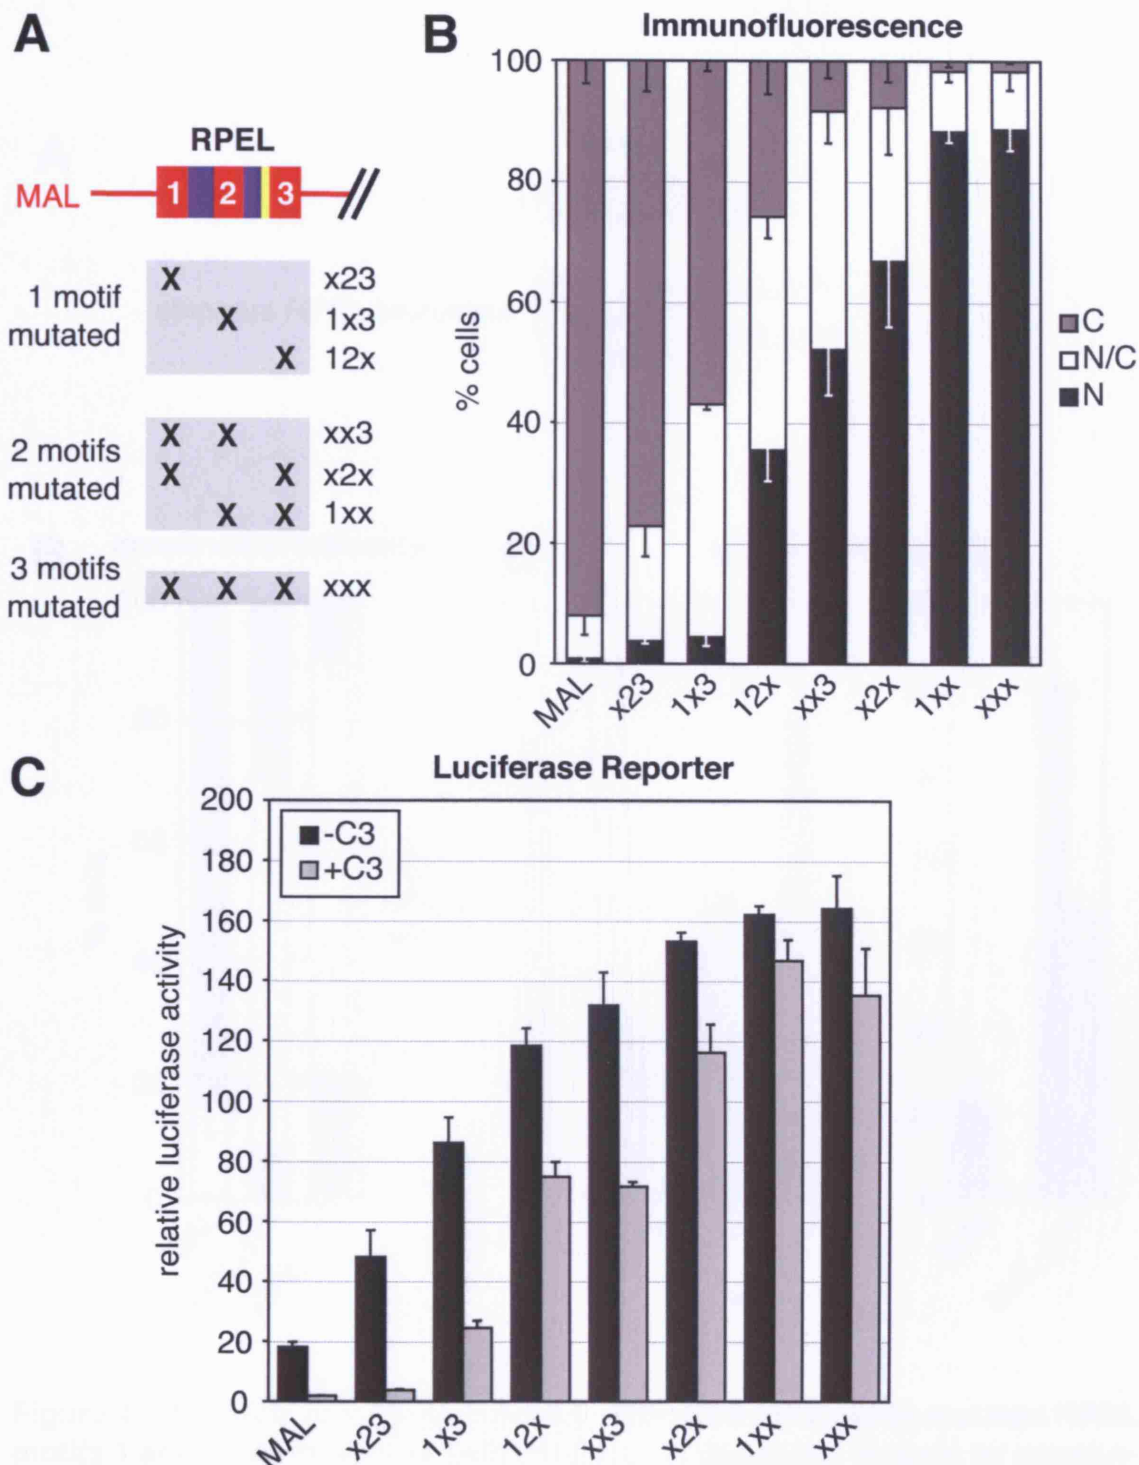 A
RPEL
MAL
1 2 3
1 motif
mutated
X x23
X 1x3
X 12x
2 motifs
mutated
X X xx3
X X x2x
X X 1xx
3 motifs
mutated
X X X xxx
B
Immunofluorescence
% cells
100
80
60
40
20
0
MAL x23 1x3 12x xx3 x2x 1xx xxx
C
N/C
N
C
Luciferase Reporter
relative luciferase activity
200
180
160
140
120
100
80
60
40
20
0
-C3
+C3
MAL x23 1x3 12x xx3 x2x 1xx xxx